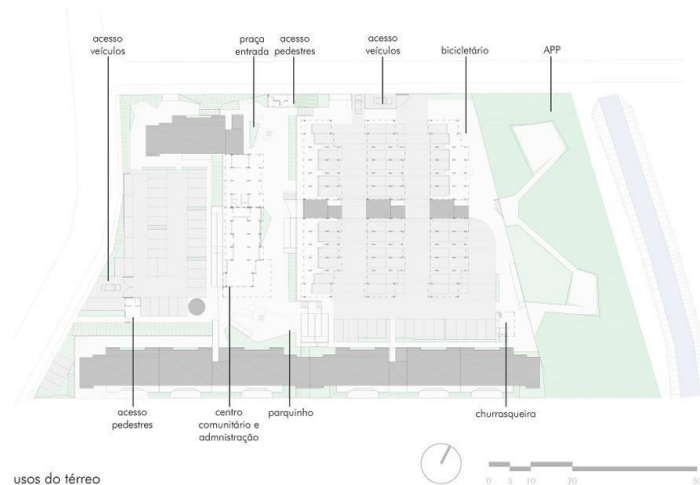 acesso
veículos
praça
entrada
acesso
pedestres
acesso
veículos
bicicletário
APP
acesso
pedestres
centro
comunitário e
admnistração
parquinho
churrasqueira
usos do térreo
0 5 10 20 50